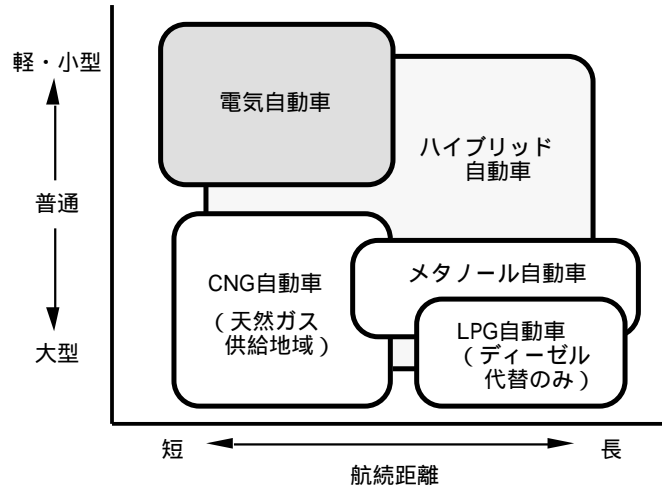 軽・小型
普通
大型
電気自動車
ハイブリッド
自動車
CNG自動車
（天然ガス
供給地域）
メタノール自動車
LPG自動車
（ディーゼル
代替のみ）
短
長
航続距離